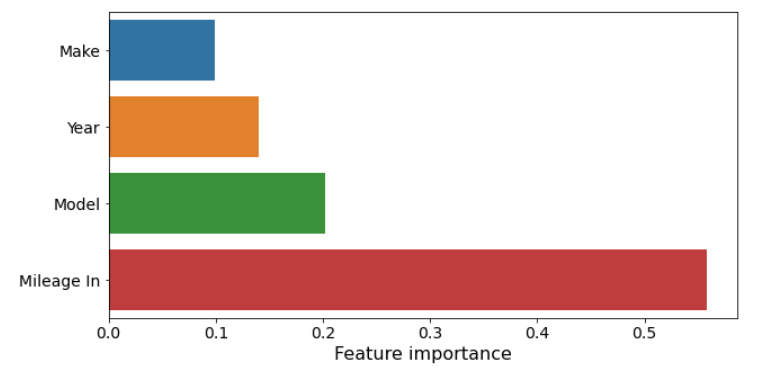 Make
Year
Model
Mileage In
0.0 0.1 0.2 0.3 0.4 0.5
Feature importance